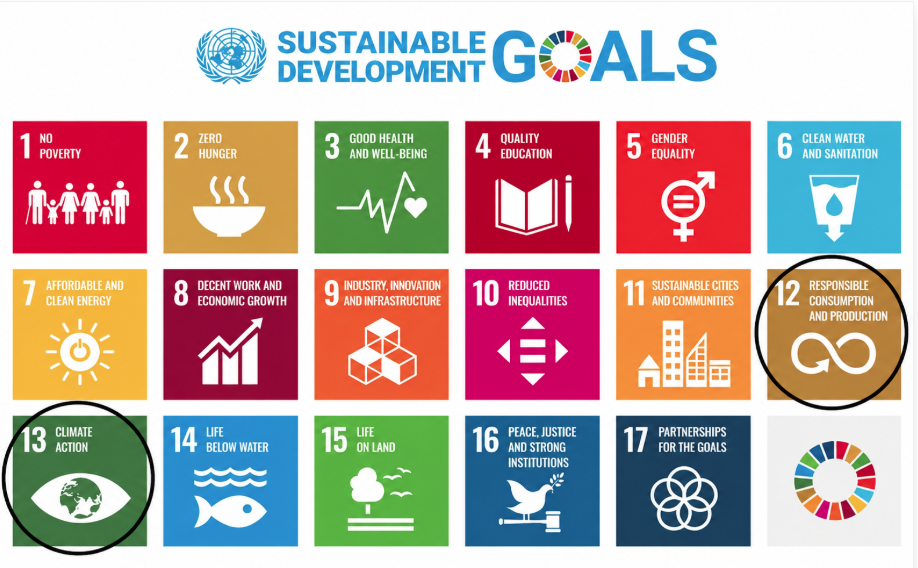 SUSTAINABLE
DEVELOPMENT
GOALS
1 NO
POVERTY
2 ZERO
HUNGER
3 GOOD HEALTH
AND WELL-BEING
4 QUALITY
EDUCATION
5 GENDER
EQUALITY
6 CLEAN WATER
AND SANITATION
7 AFFORDABLE AND
CLEAN ENERGY
8 DECENT WORK AND
ECONOMIC GROWTH
9 INDUSTRY, INNOVATION
AND INFRASTRUCTURE
10 REDUCED
INEQUALITIES
11 SUSTAINABLE CITIES
AND COMMUNITIES
12 RESPONSIBLE
CONSUMPTION
AND PRODUCTION
13 CLIMATE
ACTION
14 LIFE
BELOW WATER
15 LIFE
ON LAND
16 PEACE, JUSTICE
AND STRONG
INSTITUTIONS
17 PARTNERSHIPS
FOR THE GOALS